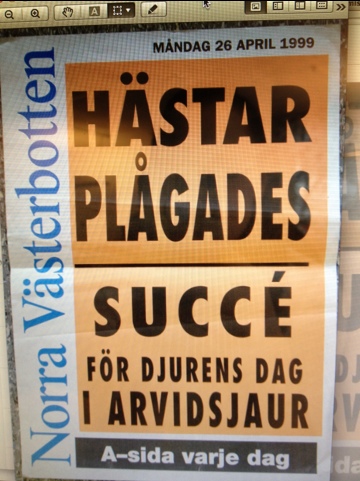 MÅNDAG 26 APRIL 1999
Norra Västerbotten
HÄSTAR
PLÅGADES
SUCCÉ
FÖR DJURENS DAG
I ARVIDSJAUR
A–sida varje dag